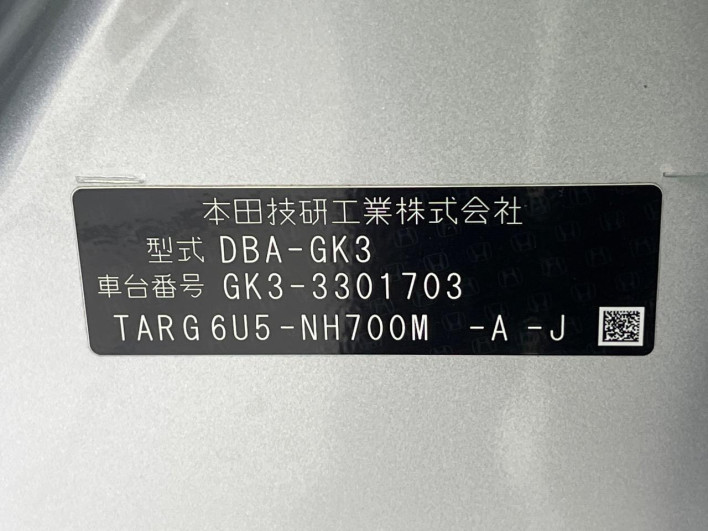 本田技研工業株式会社
型式 DBA-GK3
車台番号 GK3-3301703
TARG6U5-NH700M -A-J